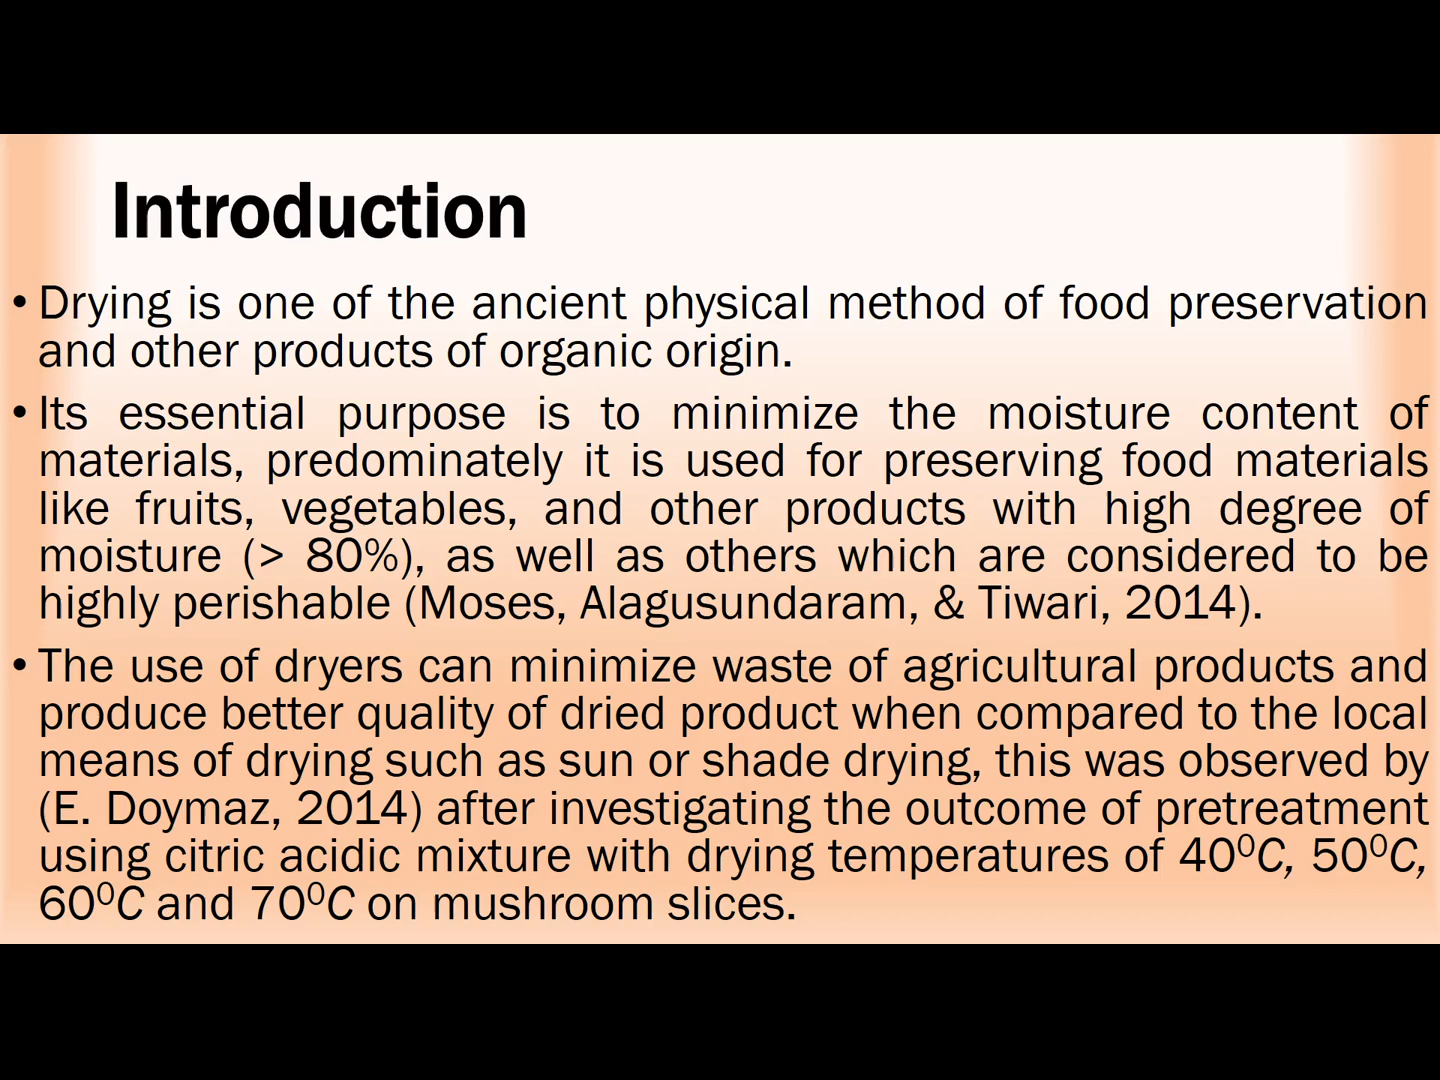 Introduction
• Drying is one of the ancient physical method of food preservation
and other products of organic origin.
• Its essential purpose is to minimize the moisture content of
materials, predominately it is used for preserving food materials
like fruits, vegetables, and other products with high degree of
moisture (> 80%), as well as others which are considered to be
highly perishable (Moses, Alagusundaram, & Tiwari, 2014).
• The use of dryers can minimize waste of agricultural products and
produce better quality of dried product when compared to the local
means of drying such as sun or shade drying, this was observed by
(E. Doymaz, 2014) after investigating the outcome of pretreatment
using citric acidic mixture with drying temperatures of 40⁰C, 50⁰C,
60⁰C and 70⁰C on mushroom slices.